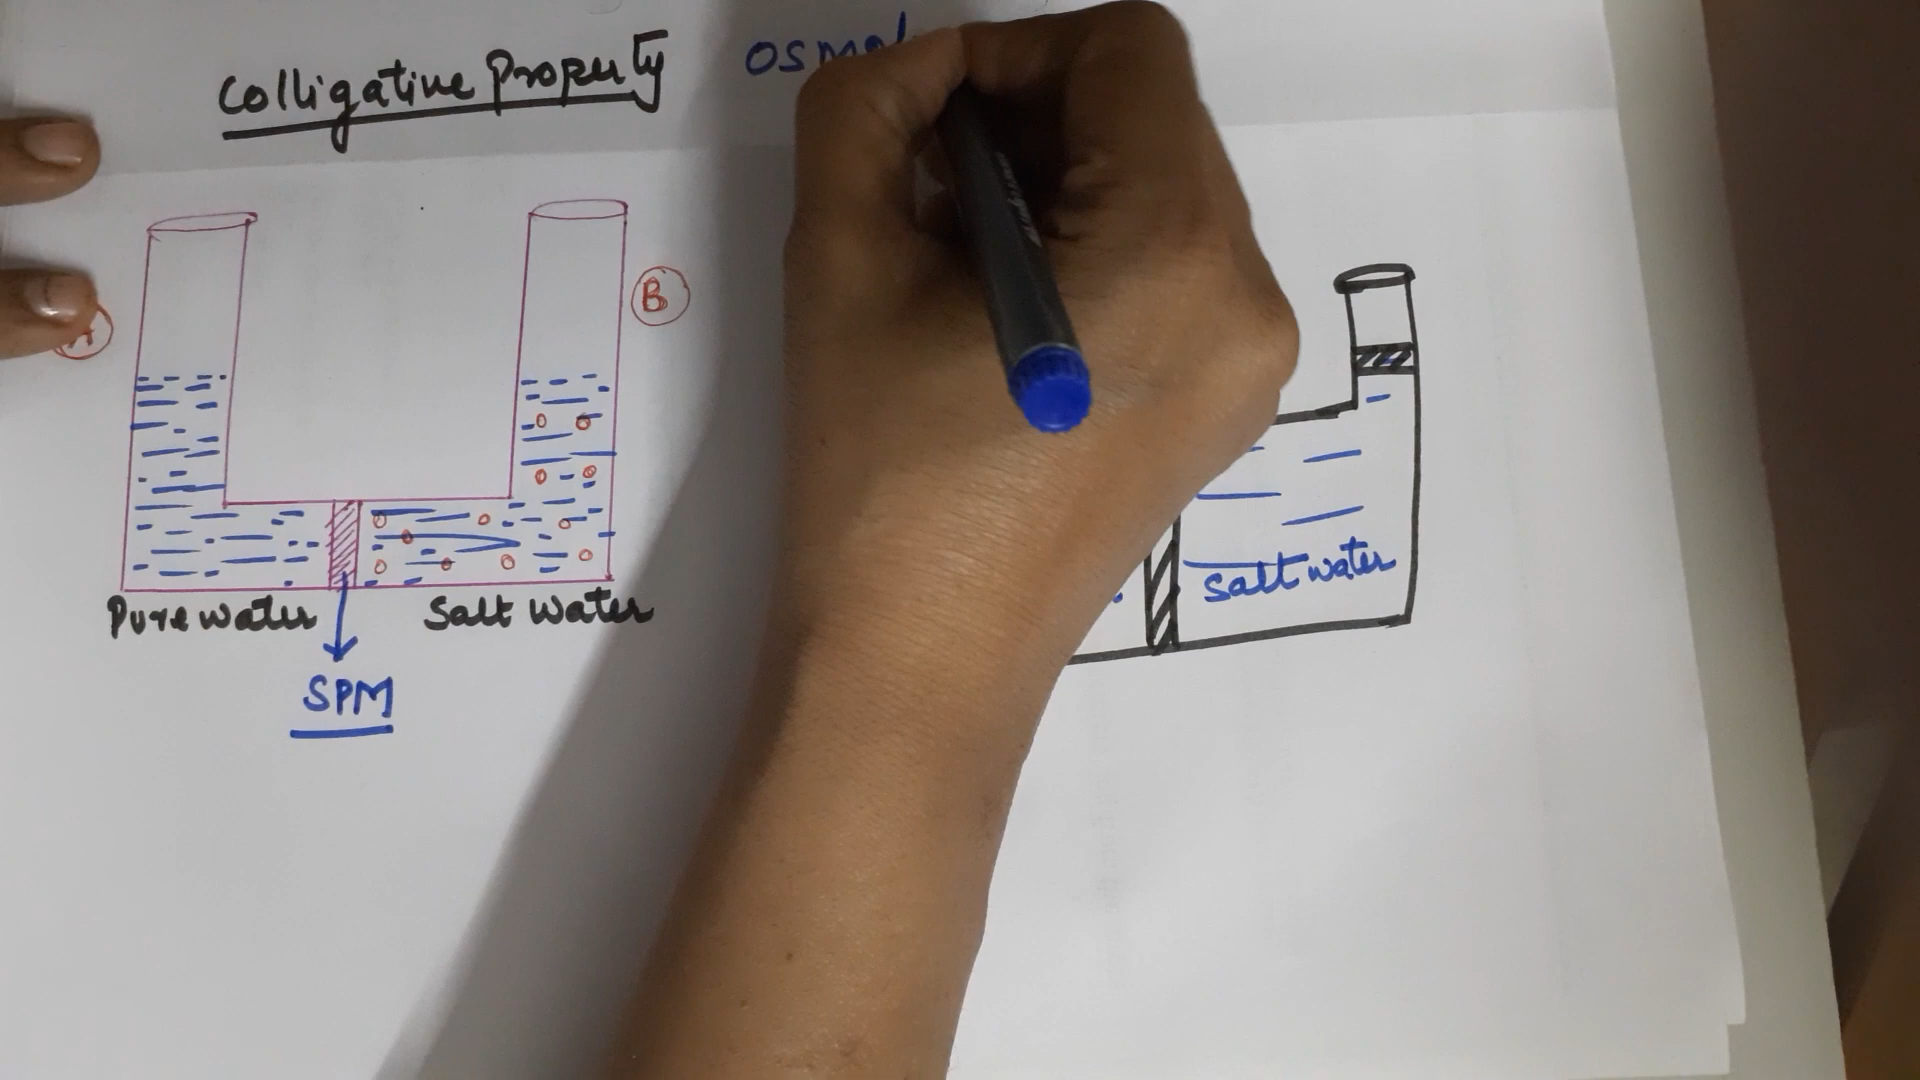 Colligative Property
B
Pure water
Salt Water
SPM
Salt water